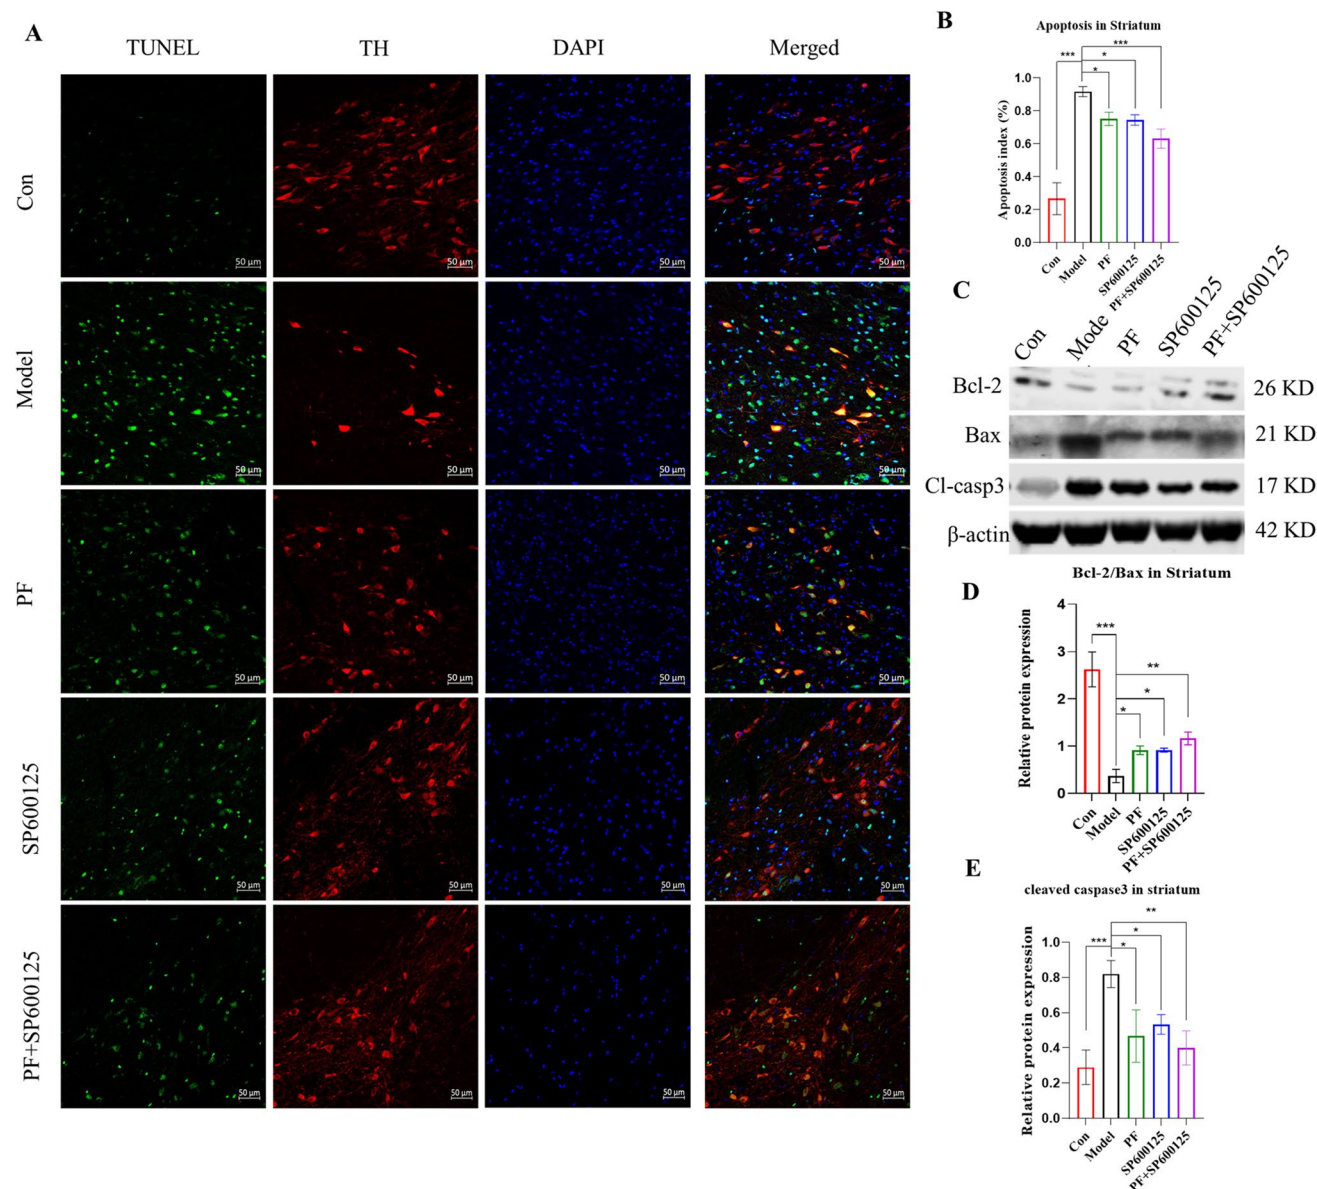 A
TUNEL TH DAPI Merged
Con
50 μm 50 μm 50 μm 50 μm
Model
50 μm 50 μm 50 μm 50 μm
PF
50 μm 50 μm 50 μm 50 μm
SP600125
50 μm 50 μm 50 μm 50 μm
PF+SP600125
50 μm 50 μm 50 μm 50 μm
B
Apoptosis in Striatum
Apoptosis index (%)
1.0
0.8
0.6
0.4
0.2
0.0
***
*
***
*
Con Model PF SP600125 PF+SP600125
C
Con Mode PF SP600125 PF+SP600125
Bcl-2 26 KD
Bax 21 KD
Cl-casp3 17 KD
β-actin 42 KD
D
Bcl-2/Bax in Striatum
Relative protein expression
4
3
2
1
0
***
**
*
*
Con Model PF SP600125 PF+SP600125
E
cleaved caspase3 in striatum
Relative protein expression
1.0
0.8
0.6
0.4
0.2
0.0
**
*
***
*
Con Model PF SP600125 PF+SP600125